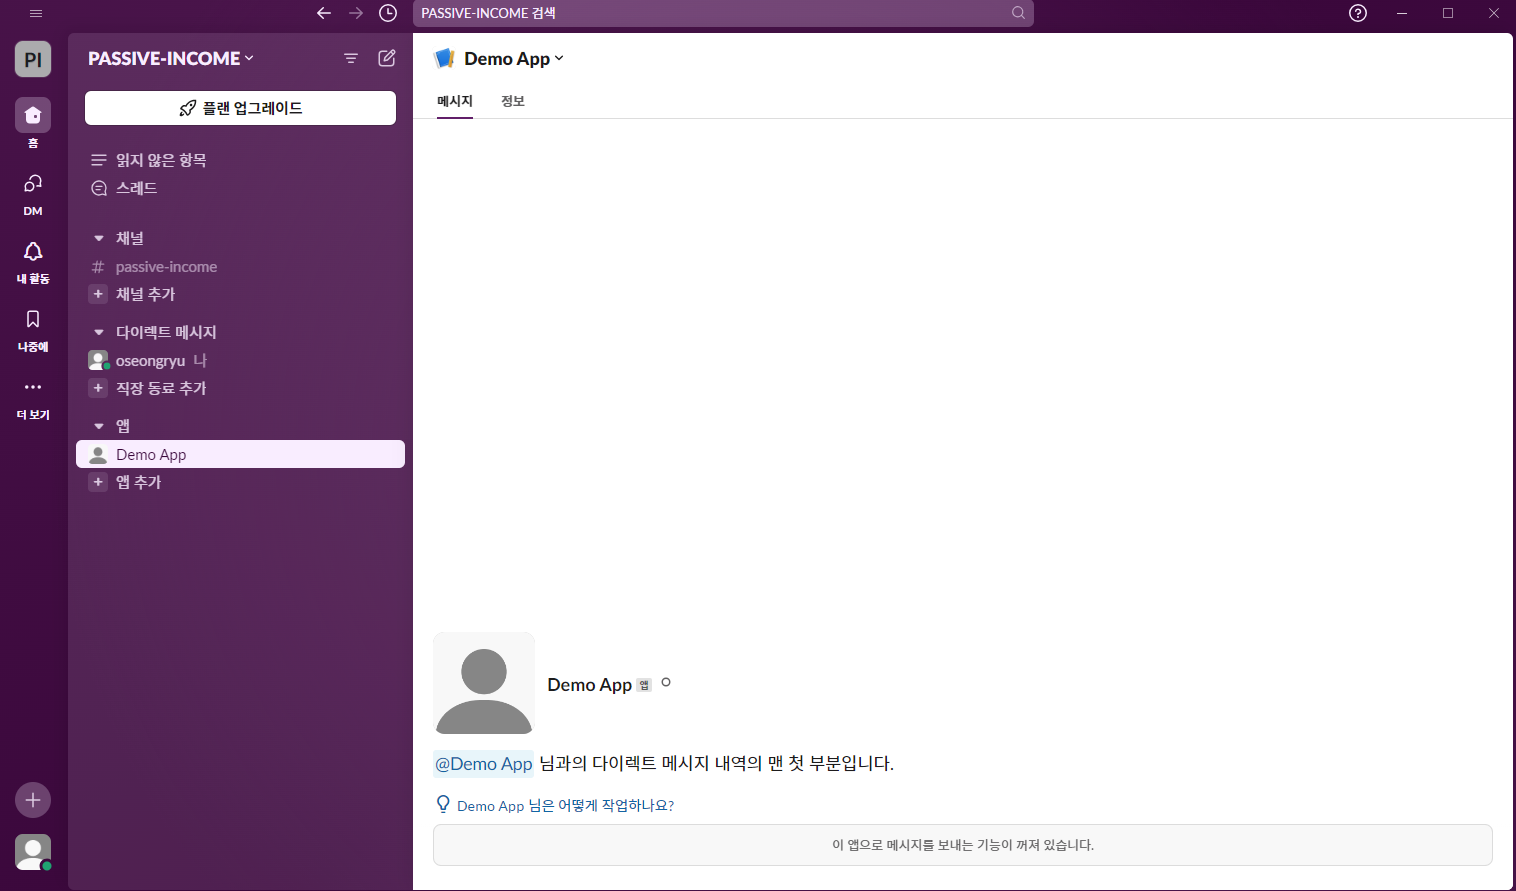 PASSIVE-INCOME 검색
PI
홈
DM
내 활동
나중에
더 보기
PASSIVE-INCOME
플랜 업그레이드
읽지 않은 항목
스레드
채널
# passive-income
+ 채널 추가
다이렉트 메시지
oseongryu 나
+ 직장 동료 추가
앱
Demo App
+ 앱 추가
Demo App
메시지 정보
Demo App 앱
@Demo App 님과의 다이렉트 메시지 내역의 맨 첫 부분입니다.
Demo App 님은 어떻게 작업하나요?
이 앱으로 메시지를 보내는 기능이 꺼져 있습니다.